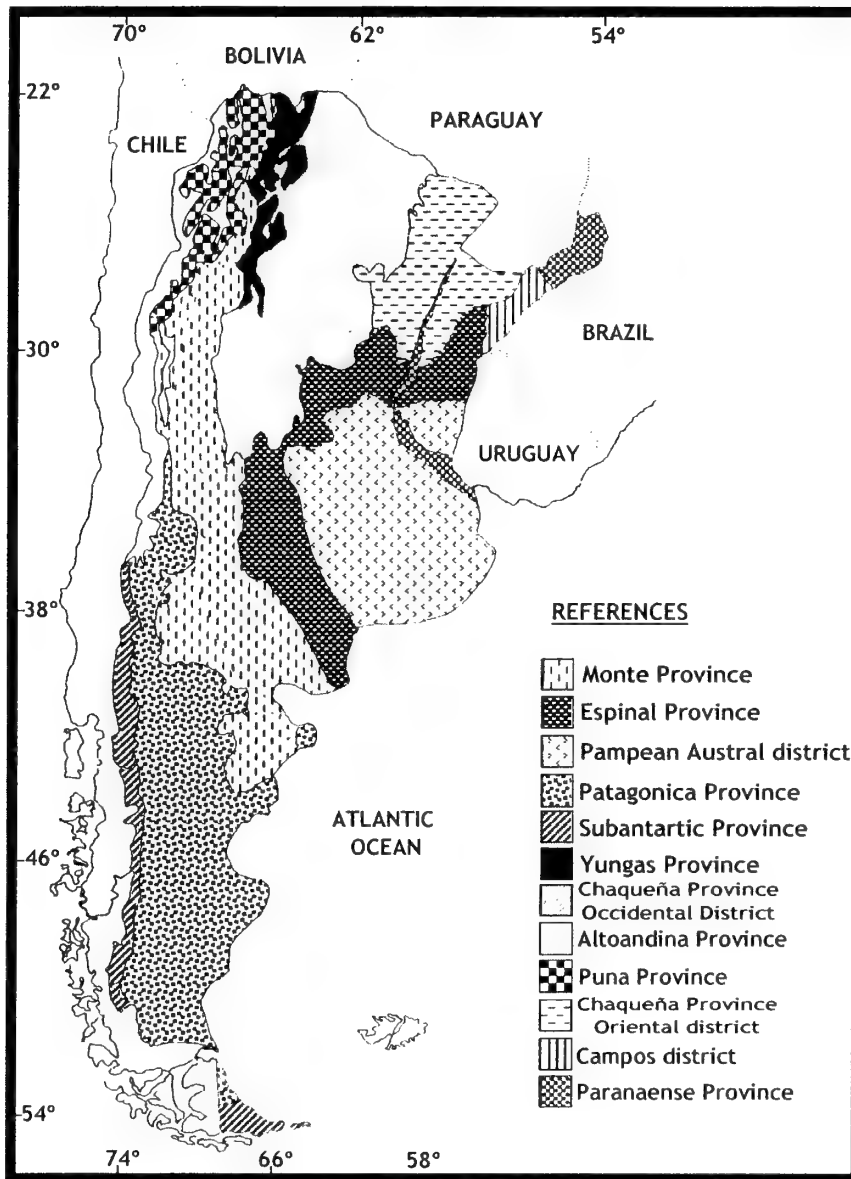 70° 62° 54°
BOLIVIA
22°
PARAGUAY
CHILE
BRAZIL
30°
URUGUAY
38°
REFERENCES
Monte Province
Espinal Province
Pampean Austral district
Patagonica Province
ATLANTIC
OCEAN
Subantartic Province
46°
Yungas Province
Chaqueña Province
Occidental District
Altoandina Province
Puna Province
Chaqueña Province
Oriental district
Campos district
Paranaense Province
54°
74° 66° 58°